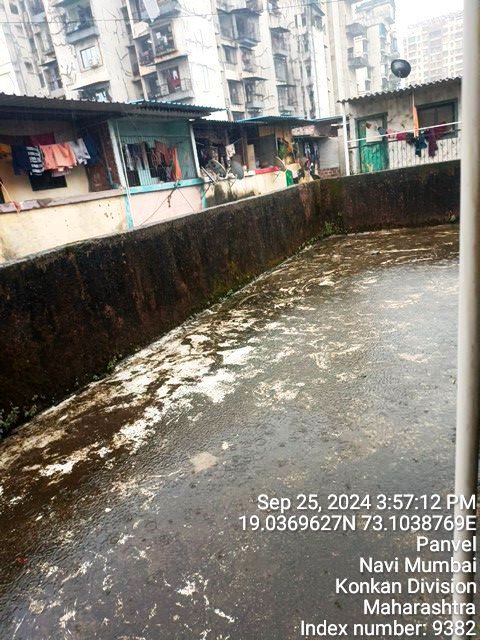 Sep 25, 2024 3:57:12 PM
19.0369627N 73.1038769E
Panvel
Navi Mumbai
Konkan Division
Maharashtra
Index number: 9382